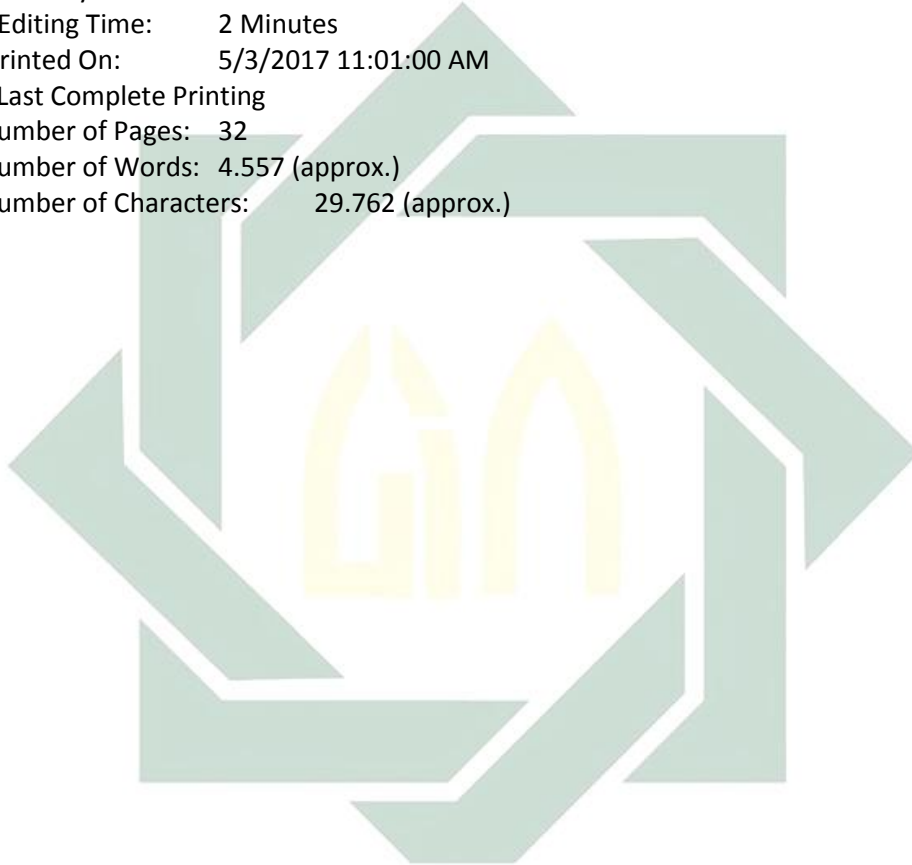 Editing Time: 2 Minutes
rinted On: 5/3/2017 11:01:00 AM
Last Complete Printing
umber of Pages: 32
umber of Words: 4.557 (approx.)
umber of Characters: 29.762 (approx.)